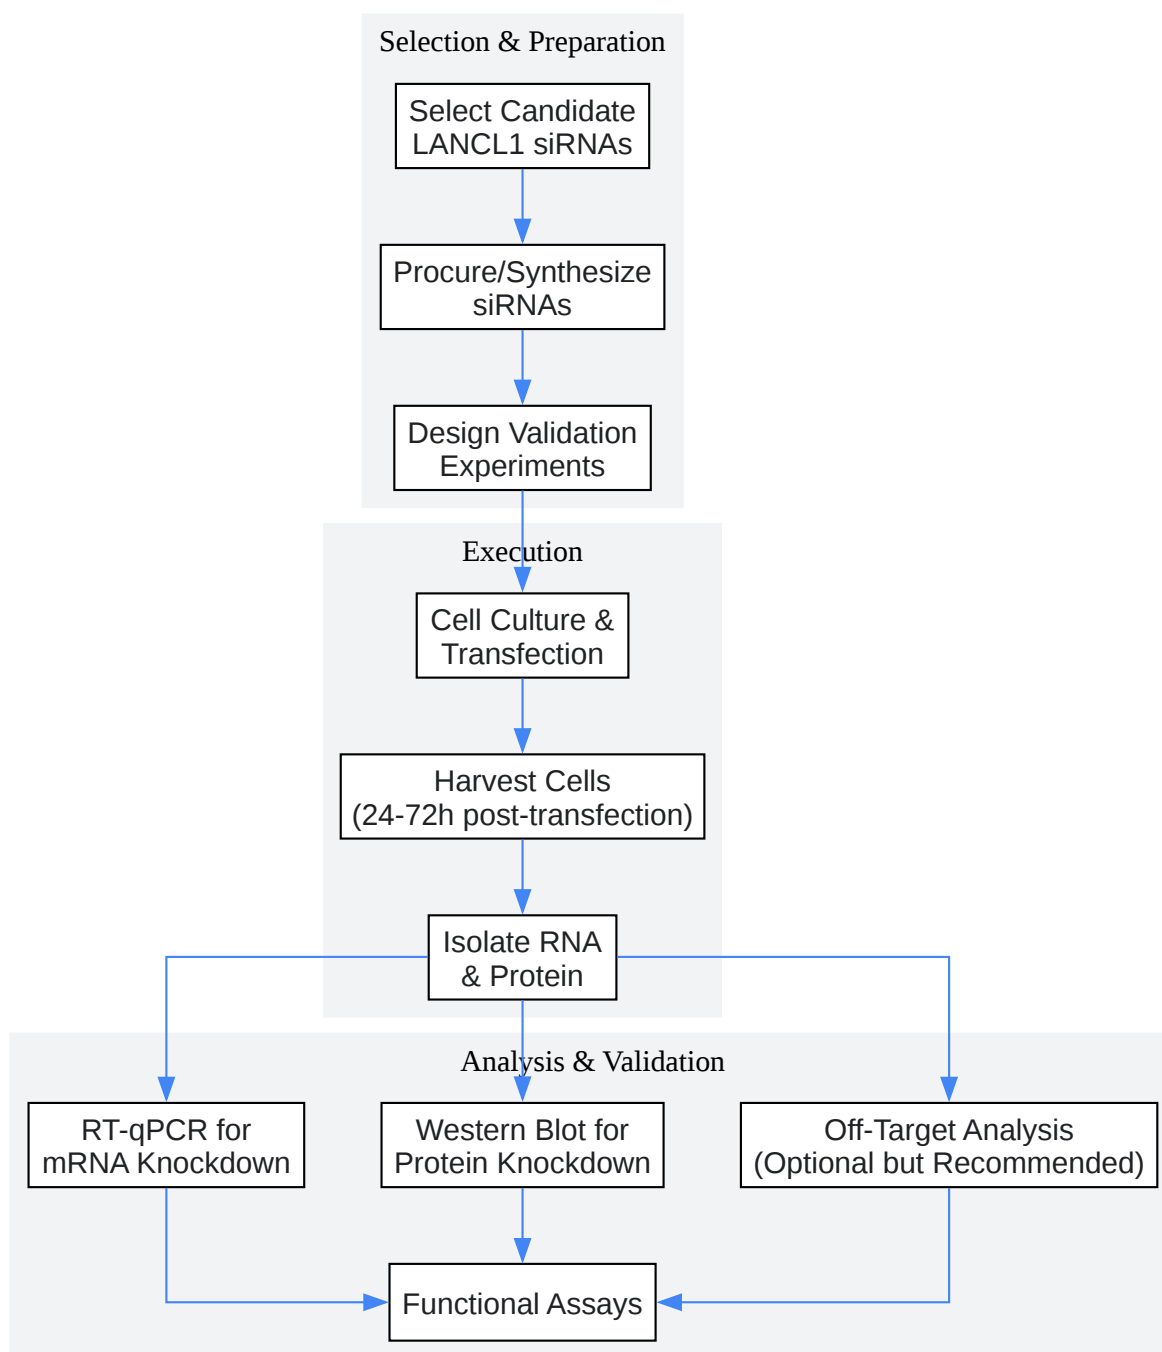 Selection & Preparation
Select Candidate
LANCL1 siRNAs
Procure/Synthesize
siRNAs
Design Validation
Experiments
Execution
Cell Culture &
Transfection
Harvest Cells
(24-72h post-transfection)
Isolate RNA
& Protein
Analysis & Validation
RT-qPCR for
mRNA Knockdown
Western Blot for
Protein Knockdown
Off-Target Analysis
(Optional but Recommended)
Functional Assays